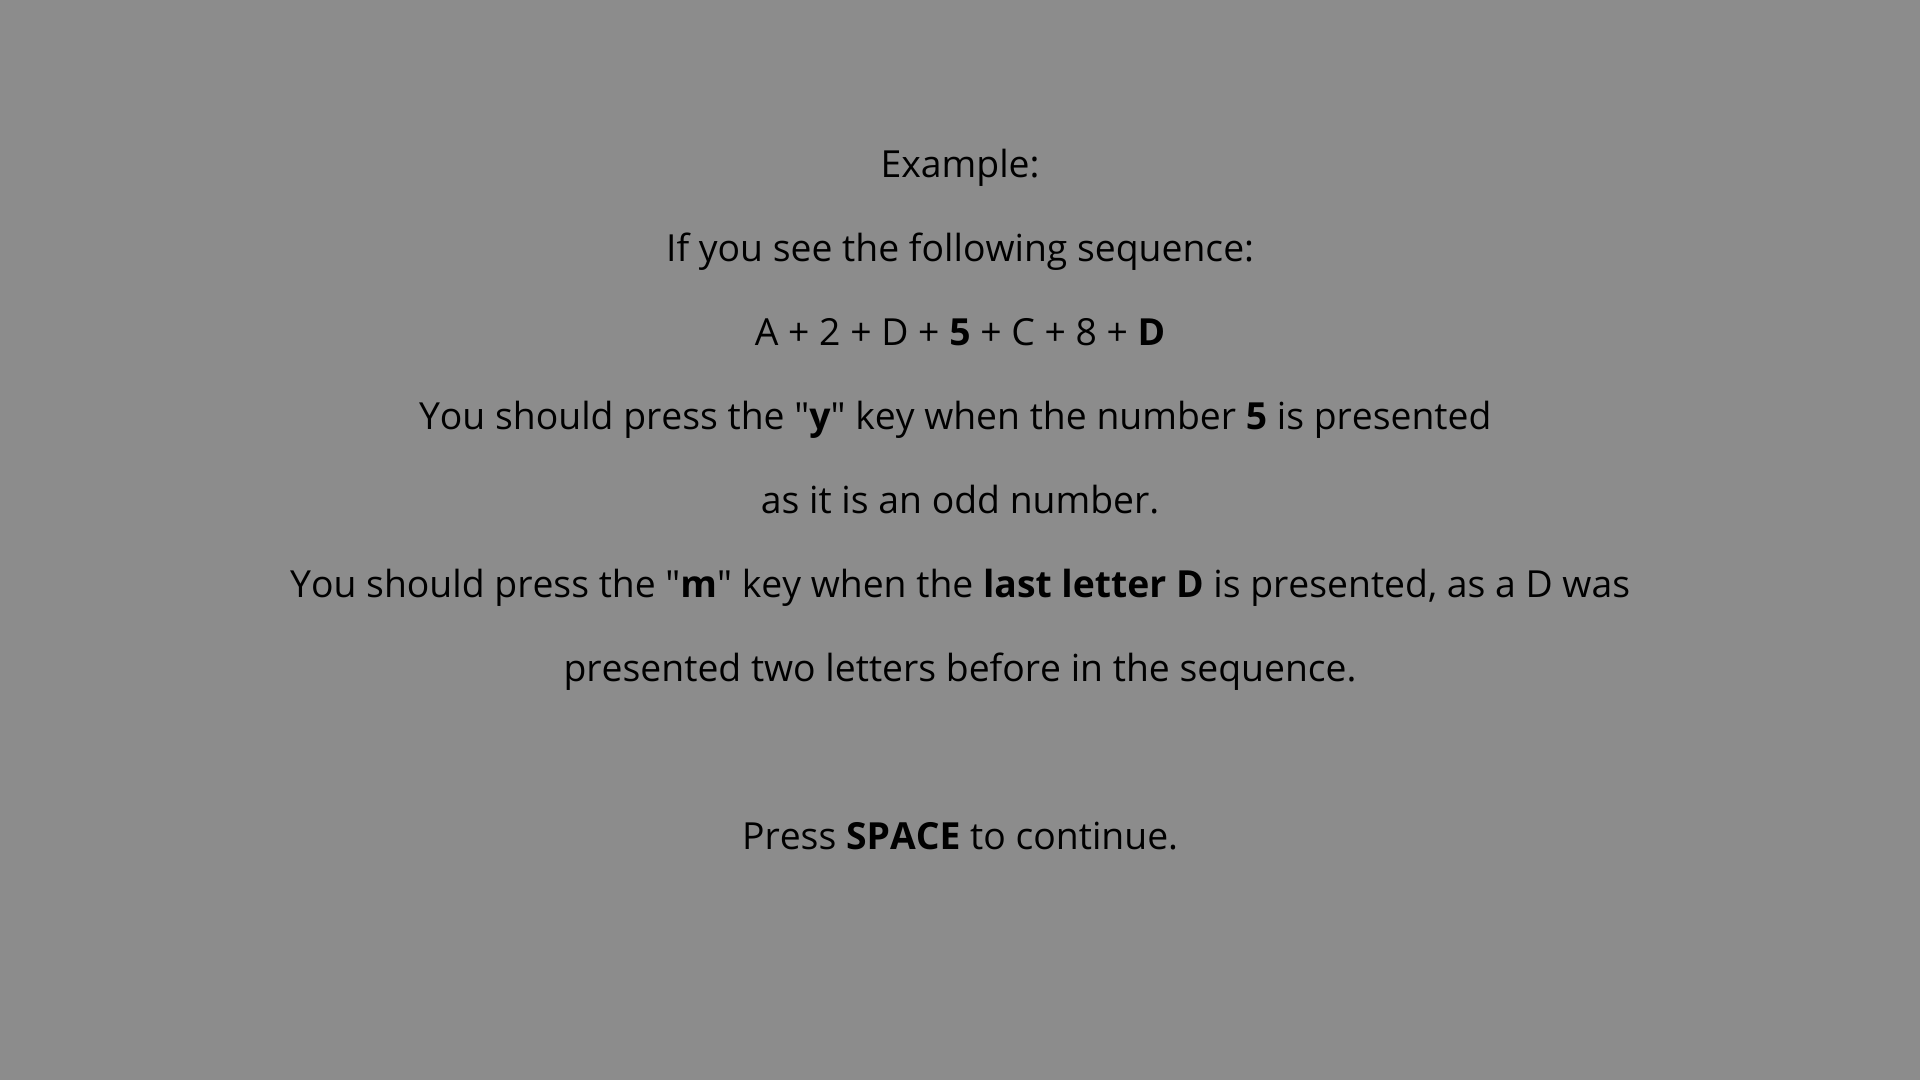 Example:
If you see the following sequence:
A + 2 + D + 5 + C + 8 + D
You should press the "y" key when the number 5 is presented
as it is an odd number.
You should press the "m" key when the last letter D is presented, as a D was
presented two letters before in the sequence.
Press SPACE to continue.